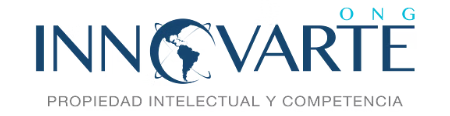 ONG
INNOVARTE
PROPIEDAD INTELECTUAL Y COMPETENCIA